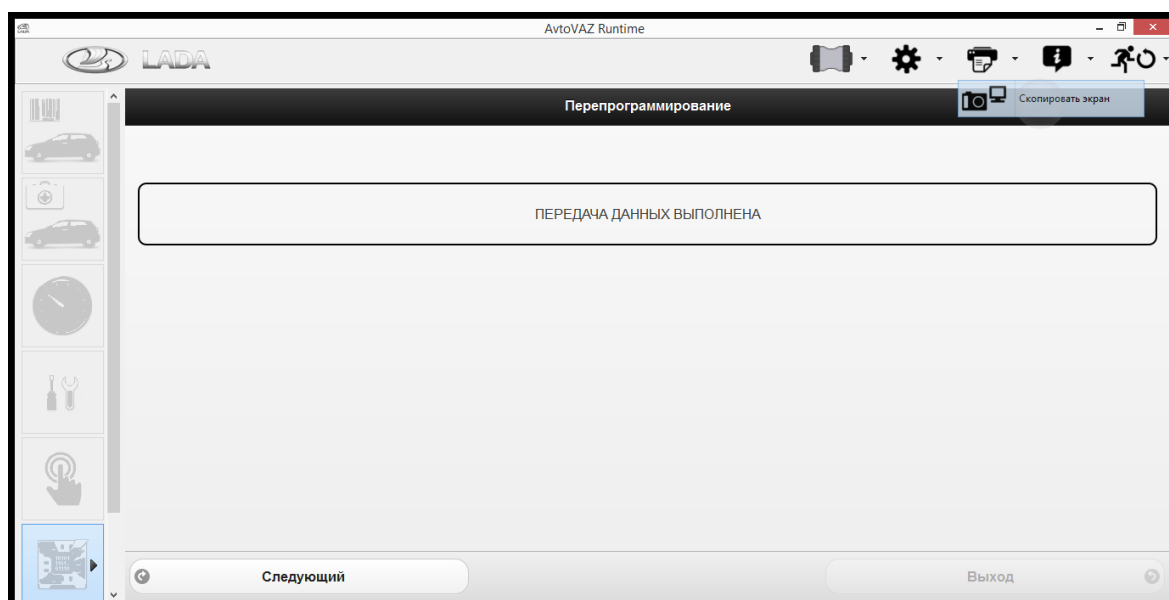 AvtoVAZ Runtime
LADA
Перепрограммирование
Скопировать экран
ПЕРЕДАЧА ДАННЫХ ВЫПОЛНЕНА
Следующий
Выход